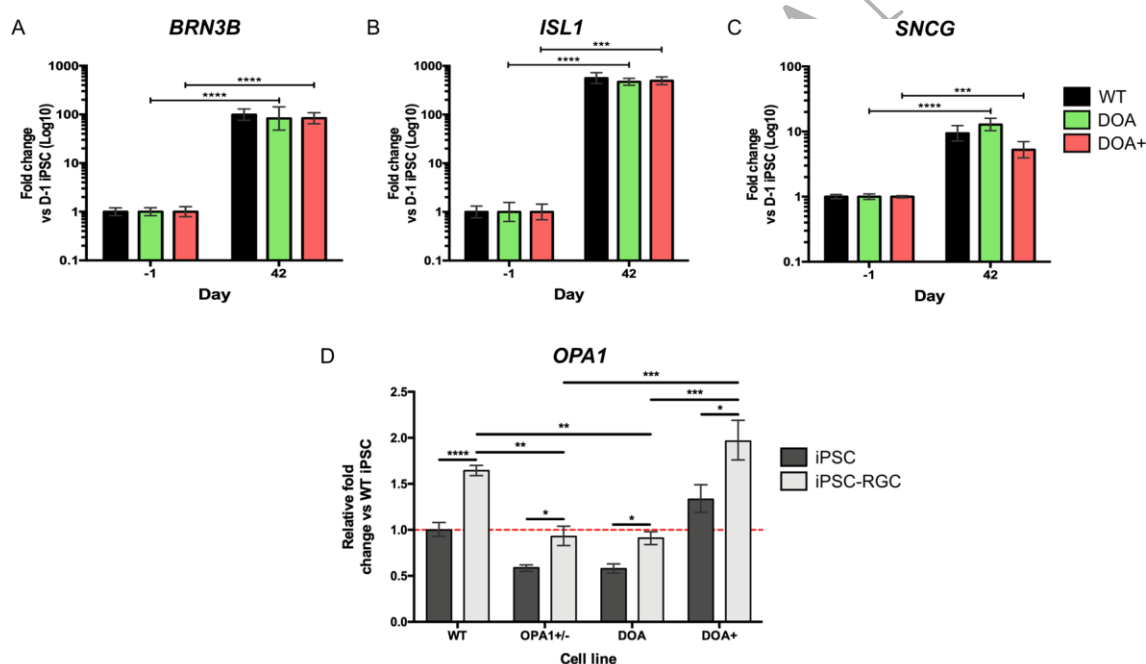 A
BRN3B
Fold change
vs D-1 iPSC (Log10)
1000
100
10
1
0.1
****
****
-1
42
Day
B
ISL1
Fold change
vs D-1 iPSC (Log10)
1000
100
10
1
0.1
***
****
-1
42
Day
C
SNCG
Fold change
vs D-1 iPSC (Log10)
100
10
1
0.1
***
****
-1
42
Day
WT
DOA
DOA+
D
OPA1
Relative fold
change vs WT iPSC
2.5
2.0
1.5
1.0
0.5
0.0
***
***
*
**
**
****
*
*
WT
OPA1+/-
DOA
DOA+
Cell line
iPSC
iPSC-RGC